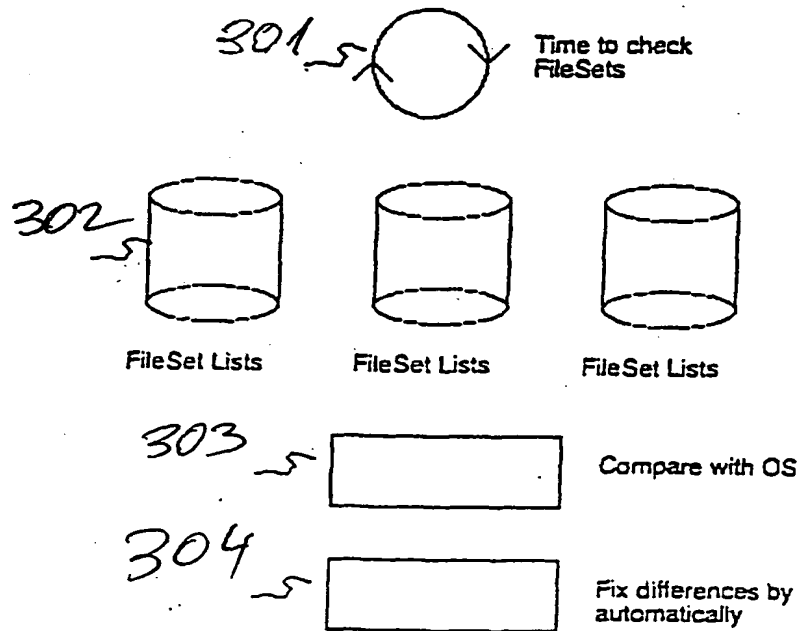 301
Time to check
FileSets
302
FileSet Lists
FileSet Lists
FileSet Lists
303
Compare with OS
304
Fix differences by
automatically